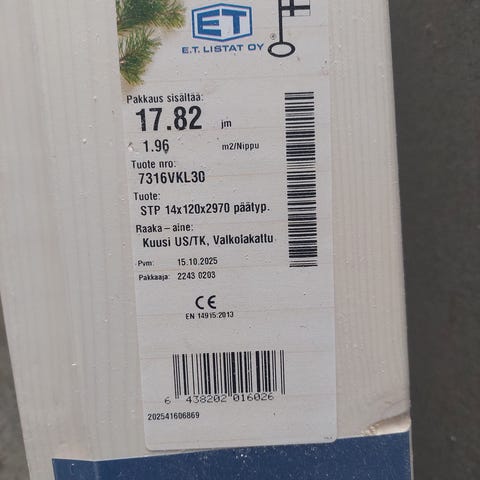 ET
E.T. LISTAT OY
Pakkaus sisältää:
17.82 jm
1.96 m2/Nippu
Tuote nro:
7316VKL30
Tuote:
STP 14x120x2970 päätyp.
Raaka-aine:
Kuusi US/TK, Valkolakattu
Pvm: 15.10.2025
Pakkaaja: 2243 0203
CE
EN 14915:2013
6 438202 016026
202541606869